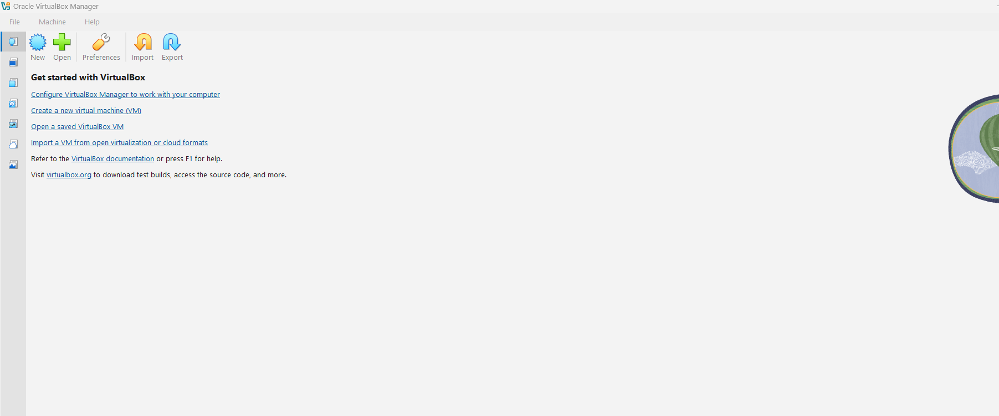 Oracle VirtualBox Manager
File Machine Help
New Open Preferences Import Export
Get started with VirtualBox
Configure VirtualBox Manager to work with your computer
Create a new virtual machine (VM)
Open a saved VirtualBox VM
Import a VM from open virtualization or cloud formats
Refer to the VirtualBox documentation or press F1 for help.
Visit virtualbox.org to download test builds, access the source code, and more.